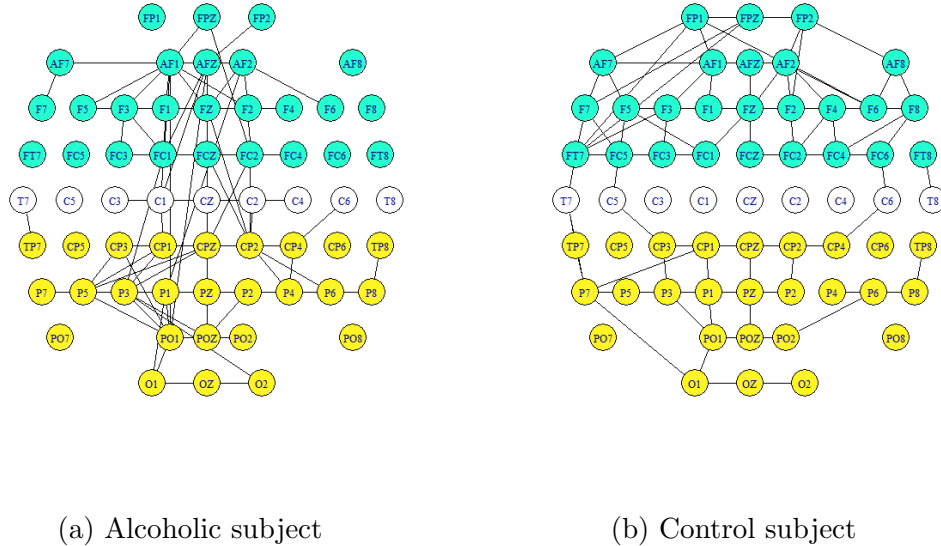 FP1 FPZ FP2 FP1 FPZ FP2
AF7 AF1 AFZ AF2 AF8 AF7 AF1 AFZ AF2 AF8
F7 F5 F3 F1 FZ F2 F4 F6 F8 F7 F5 F3 F1 FZ F2 F4 F6 F8
FT7 FC5 FC3 FC1 FCZ FC2 FC4 FC6 FT8 FT7 FC5 FC3 FC1 FCZ FC2 FC4 FC6 FT8
T7 C5 C3 C1 CZ C2 C4 C6 T8 T7 C5 C3 C1 CZ C2 C4 C6 T8
TP7 CP5 CP3 CP1 CPZ CP2 CP4 CP6 TP8 TP7 CP5 CP3 CP1 CPZ CP2 CP4 CP6 TP8
P7 P5 P3 P1 PZ P2 P4 P6 P8 P7 P5 P3 P1 PZ P2 P4 P6 P8
PO7 PO1 POZ PO2 PO8 PO7 PO1 POZ PO2 PO8
O1 OZ O2 O1 OZ O2
(a) Alcoholic subject (b) Control subject